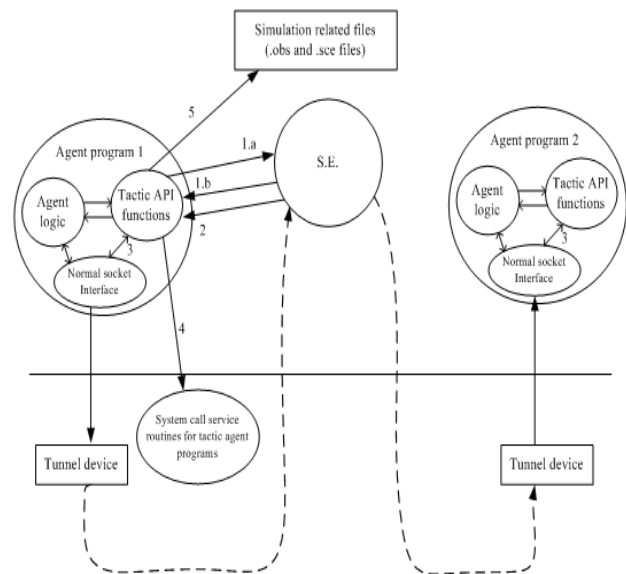 Simulation related files
(.obs and .sce files)
5
1.a
Agent program 1
S.E.
Agent program 2
1.b
Tactic API
functions
Agent
logic
2
3
Normal socket
Interface
Agent
logic
Tactic API
functions
3
Normal socket
Interface
4
System call service
routines for tactic agent
programs
Tunnel device
Tunnel device